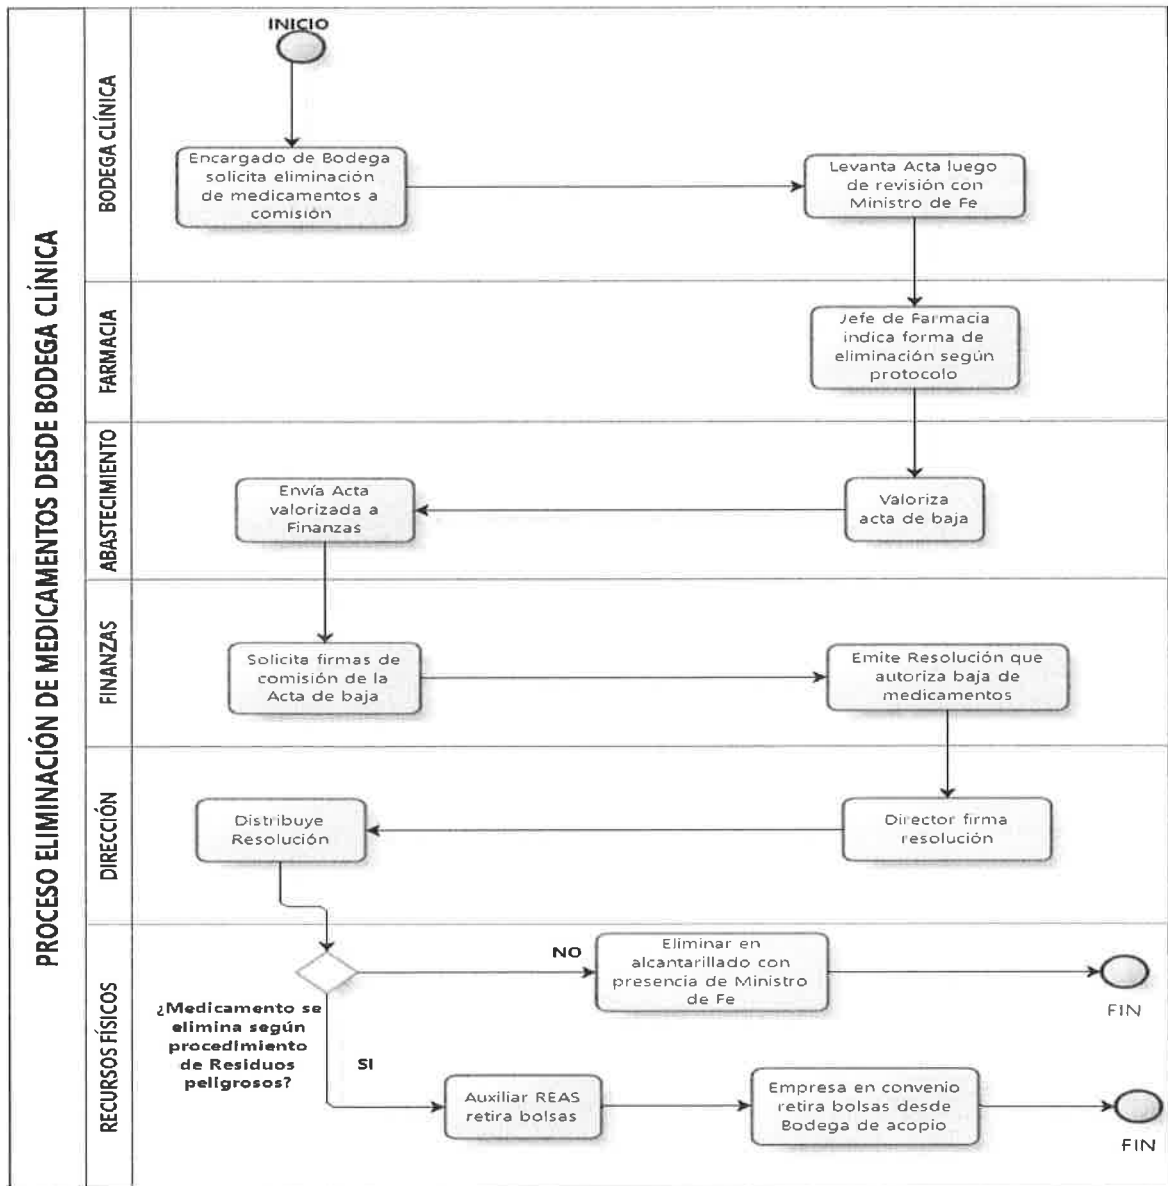 PROCESO ELIMINACIÓN DE MEDICAMENTOS DESDE BODEGA CLÍNICA
BODEGA CLÍNICA
INICIO
Encargado de Bodega
solicita eliminación
de medicamentos a
comisión
Levanta Acta luego
de revisión con
Ministro de Fe
FARMACIA
Jefe de Farmacia
indica forma de
eliminación según
protocolo
ABASTECIMIENTO
Envía Acta
valorizada a
Finanzas
Valoriza
acta de baja
FINANZAS
Solicita firmas de
comisión de la
Acta de baja
Emite Resolución que
autoriza baja de
medicamentos
DIRECCIÓN
Distribuye
Resolución
Director firma
resolución
RECURSOS FÍSICOS
¿Medicamento se
elimina según
procedimiento
de Residuos
peligrosos?
NO
Eliminar en
alcantarillado con
presencia de Ministro
de Fe
FIN
SI
Auxiliar REAS
retira bolsas
Empresa en convenio
retira bolsas desde
Bodega de acopio
FIN